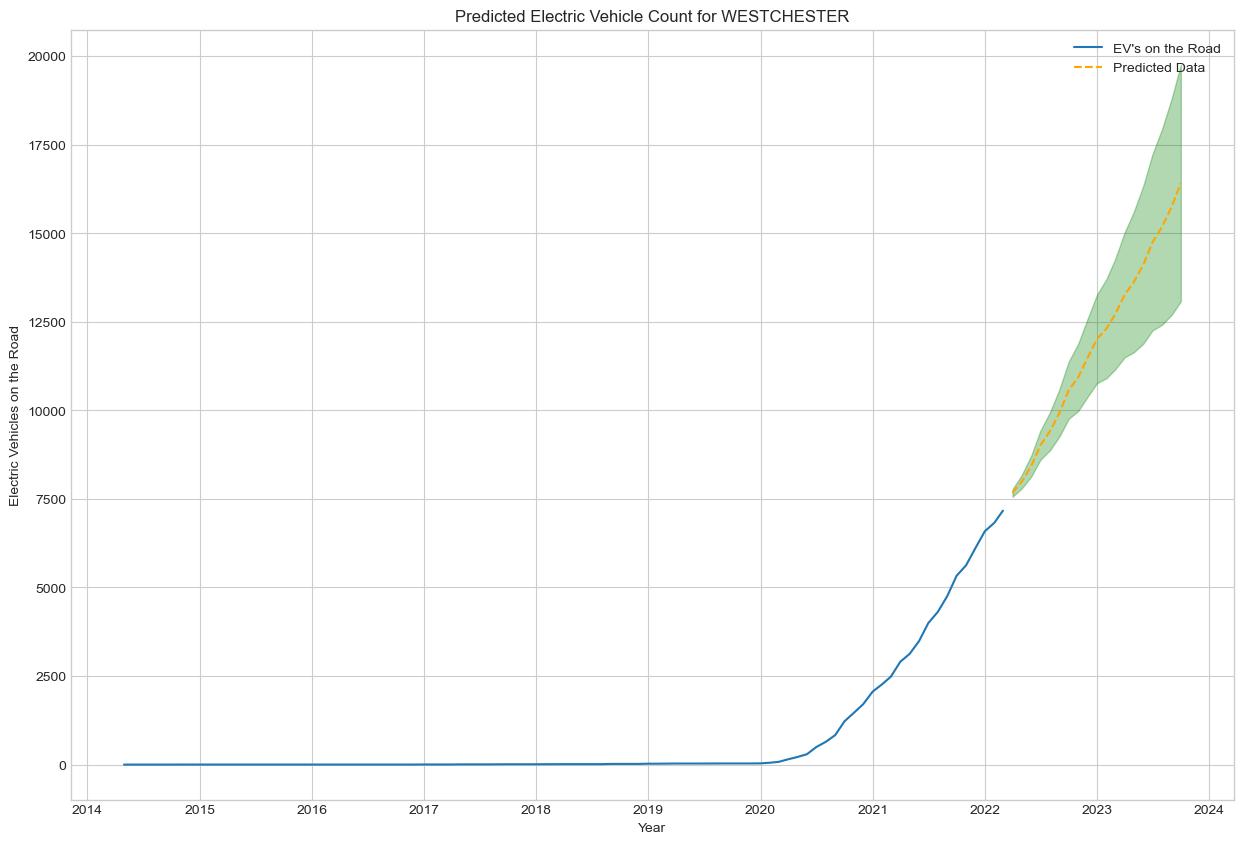 Predicted Electric Vehicle Count for WESTCHESTER
EV's on the Road
Predicted Data
20000
17500
15000
12500
10000
7500
5000
2500
0
Electric Vehicles on the Road
2014 2015 2016 2017 2018 2019 2020 2021 2022 2023 2024
Year